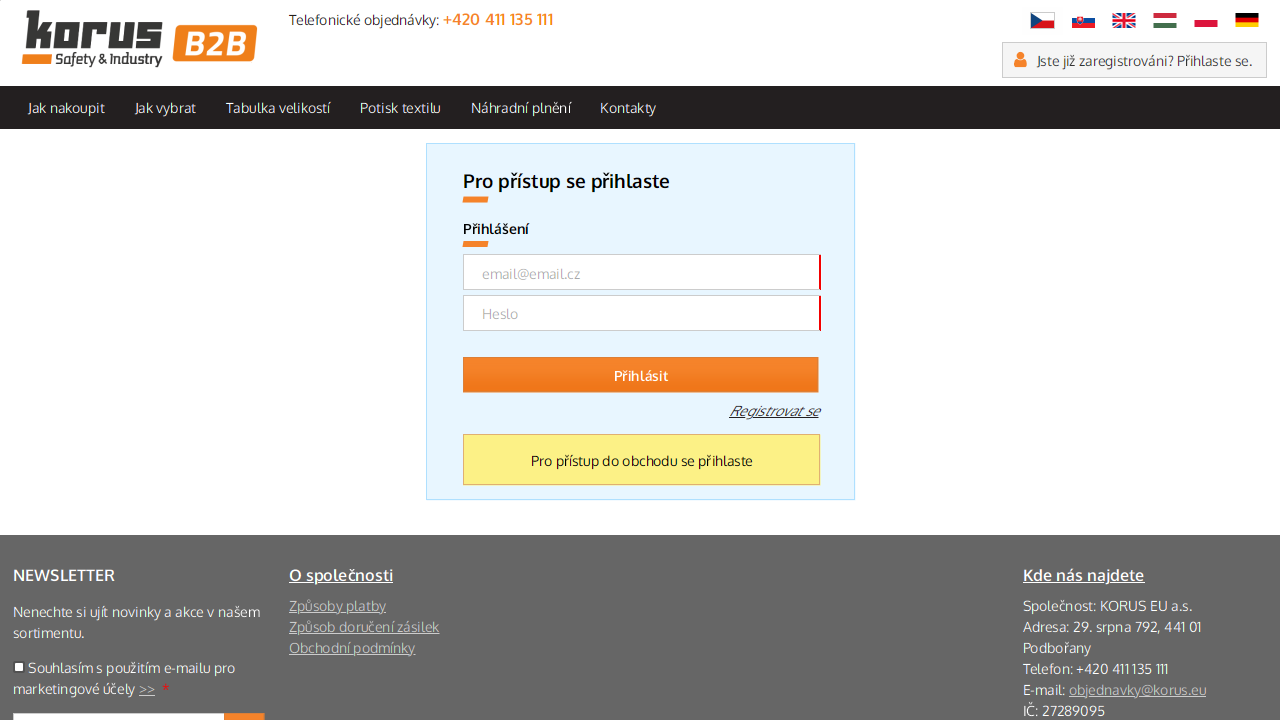 korus
Safety & Industry
B2B
Telefonické objednávky: +420 411 135 111
Jste již zaregistrováni? Přihlaste se.
Jak nakoupit
Jak vybrat
Tabulka velikostí
Potisk textilu
Náhradní plnění
Kontakty
Pro přístup se přihlaste
Přihlášení
email@email.cz
Heslo
Přihlásit
Registrovat se
Pro přístup do obchodu se přihlaste
NEWSLETTER
Nenechte si ujít novinky a akce v našem
sortimentu.
Souhlasím s použitím e-mailu pro
marketingové účely >> *
O společnosti
Způsoby platby
Způsob doručení zásilek
Obchodní podmínky
Kde nás najdete
Společnost: KORUS EU a.s.
Adresa: 29. srpna 792, 441 01
Podbořany
Telefon: +420 411 135 111
E-mail: objednavky@korus.eu
IČ: 27289095